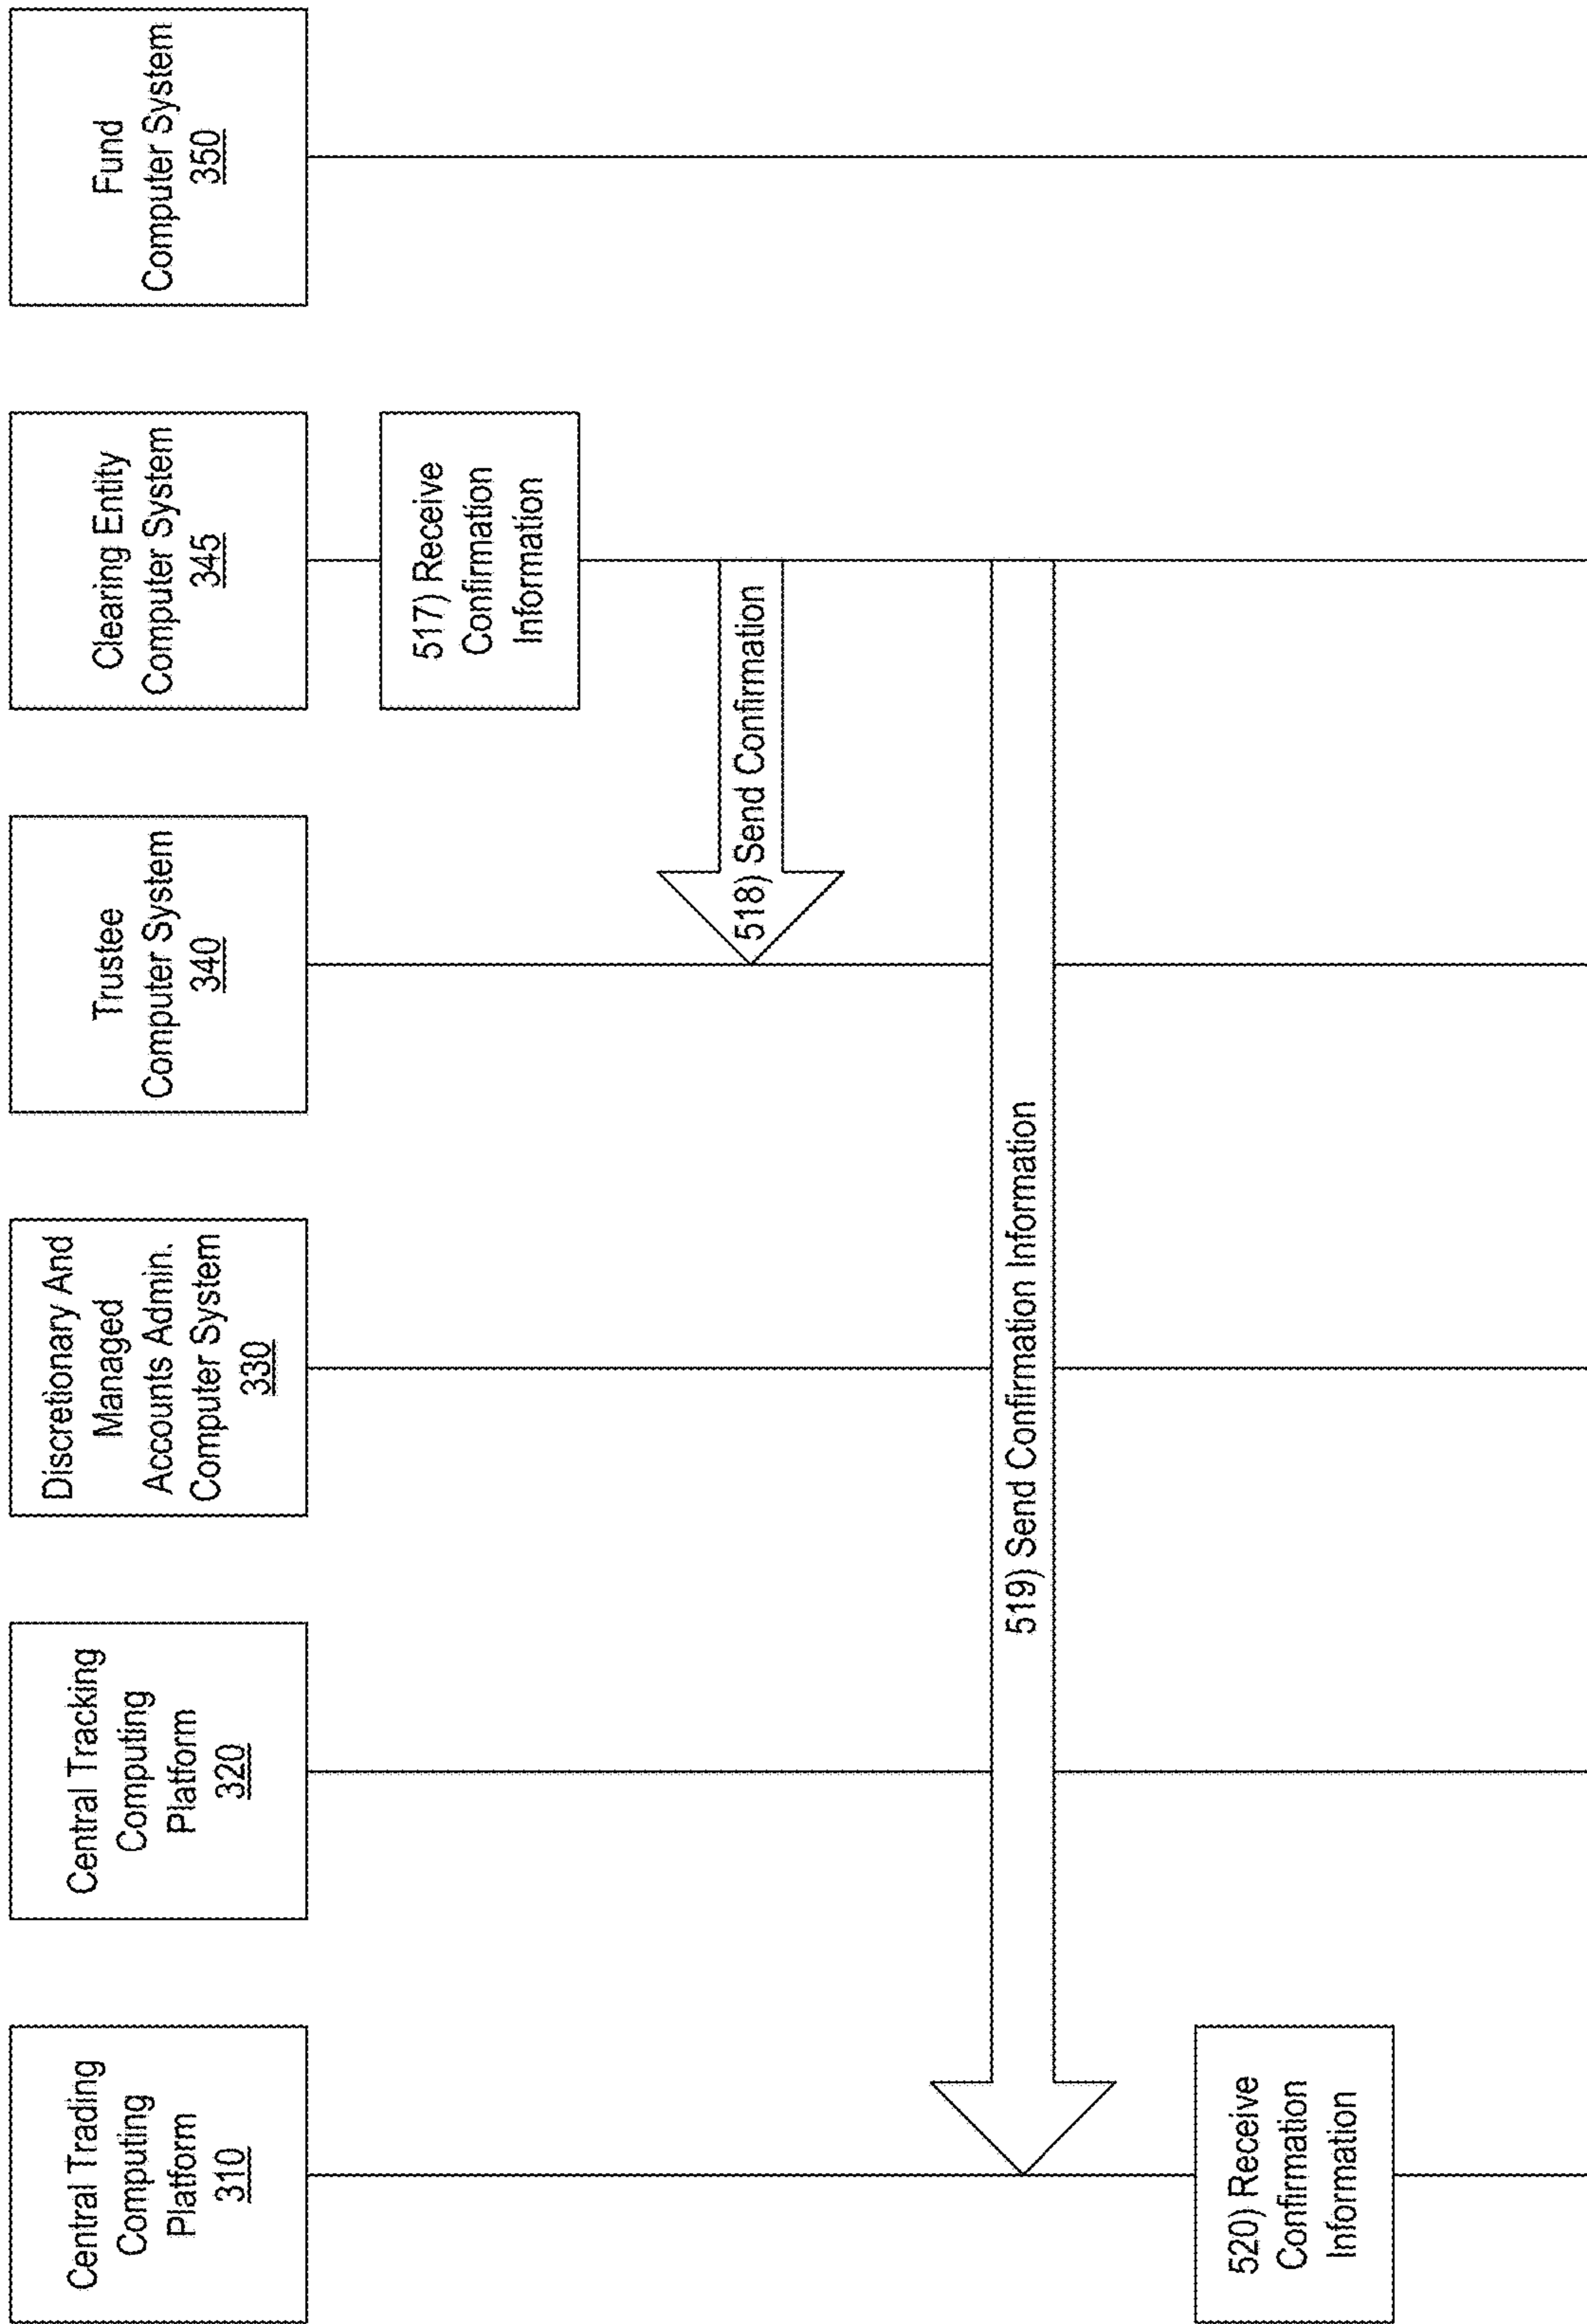 Central Trading
Computing
Platform
310
Central Tracking
Computing
Platform
320
Discretionary And
Managed
Accounts Admin.
Computer System
330
Trustee
Computer System
340
Clearing Entity
Computer System
345
Fund
Computer System
350
517) Receive
Confirmation
Information
518) Send Confirmation
519) Send Confirmation Information
520) Receive
Confirmation
Information